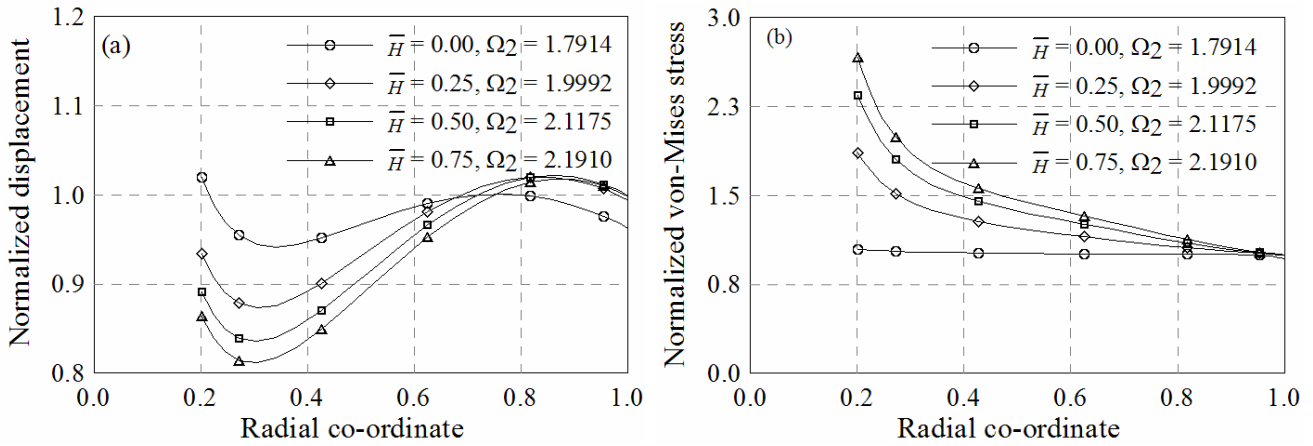 (a)
H = 0.00, Ω2 = 1.7914
H = 0.25, Ω2 = 1.9992
H = 0.50, Ω2 = 2.1175
H = 0.75, Ω2 = 2.1910
Normalized displacement
1.2
1.1
1.0
0.9
0.8
0.0 0.2 0.4 0.6 0.8 1.0
Radial co-ordinate
(b)
H = 0.00, Ω2 = 1.7914
H = 0.25, Ω2 = 1.9992
H = 0.50, Ω2 = 2.1175
H = 0.75, Ω2 = 2.1910
Normalized von-Mises stress
3.0
2.3
1.5
0.8
0.0
0.0 0.2 0.4 0.6 0.8 1.0
Radial co-ordinate